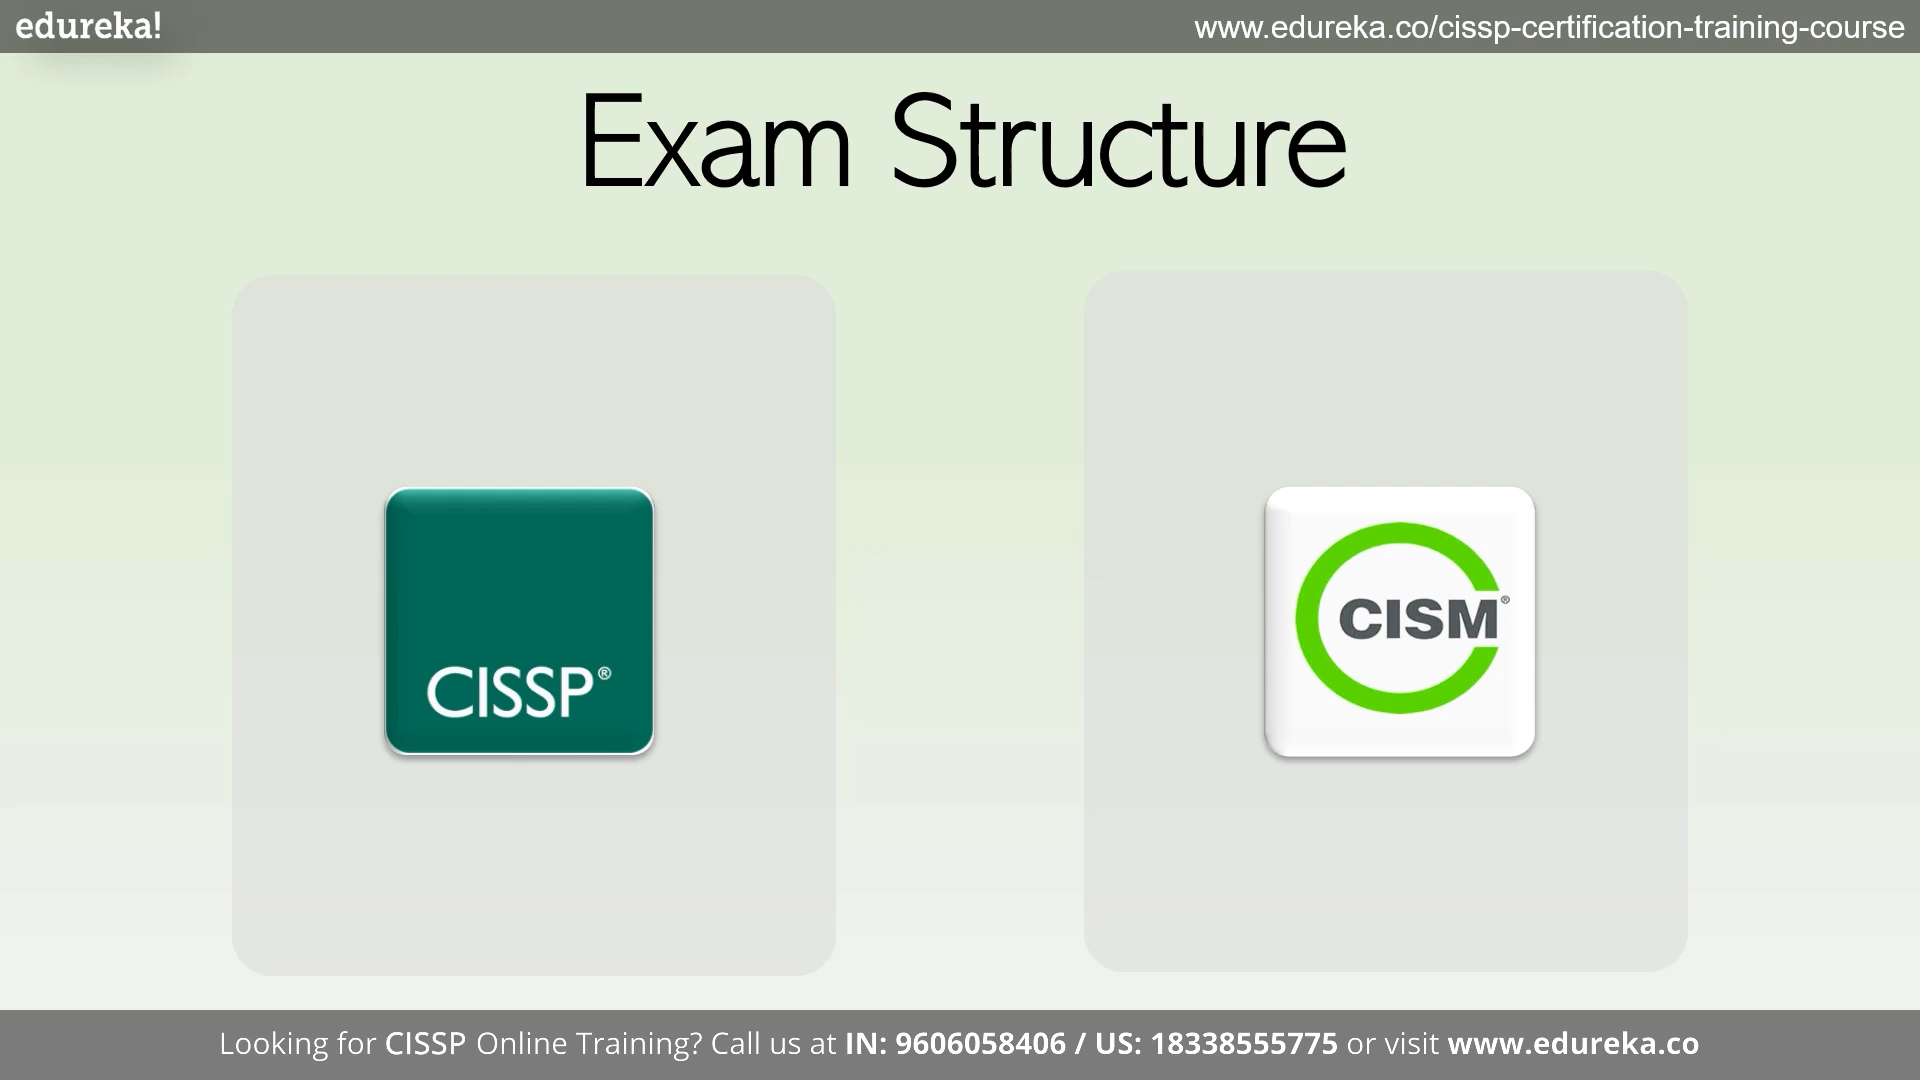 edureka!
www.edureka.co/cissp-certification-training-course
Exam Structure
CISSP®
CISM®
Looking for CISSP Online Training? Call us at IN: 9606058406 / US: 18338555775 or visit www.edureka.co